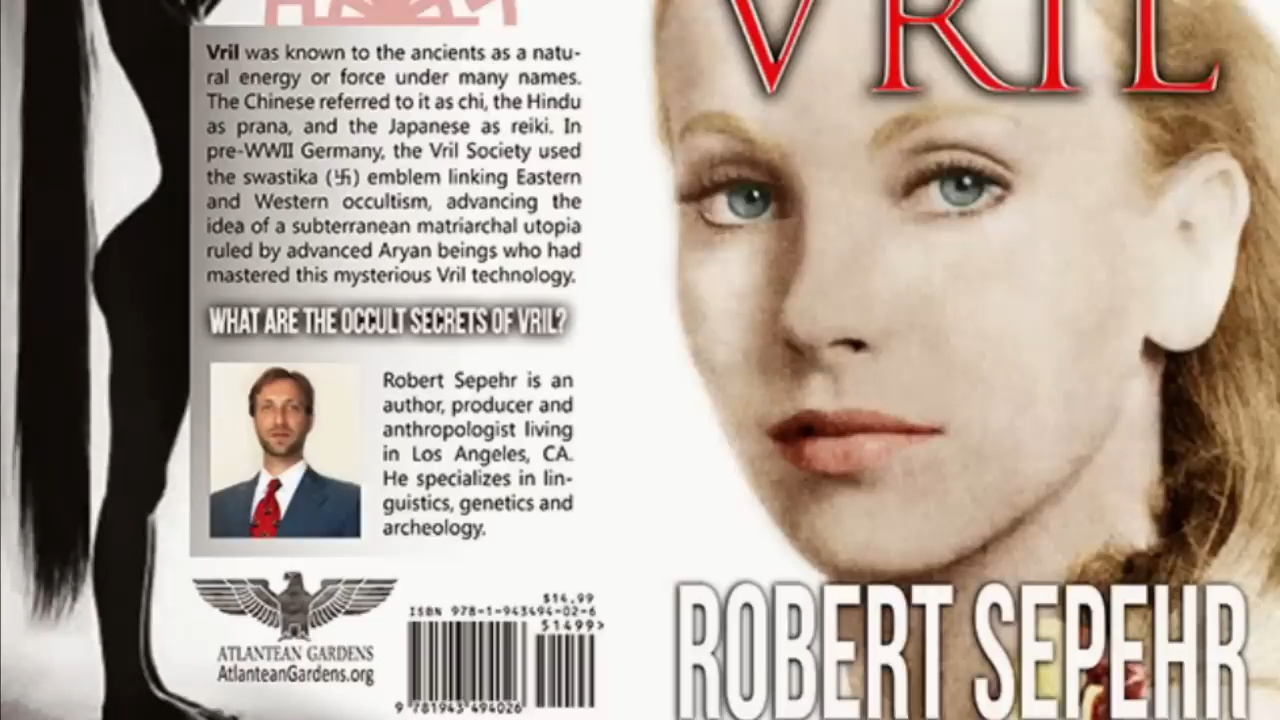 Vril was known to the ancients as a natu-
ral energy or force under many names.
The Chinese referred to it as chi, the Hindu
as prana, and the Japanese as reiki. In
pre-WWII Germany, the Vril Society used
the swastika (卐) emblem linking Eastern
and Western occultism, advancing the
idea of a subterranean matriarchal utopia
ruled by advanced Aryan beings who had
mastered this mysterious Vril technology.
WHAT ARE THE OCCULT SECRETS OF VRIL?
Robert Sepehr is an
author, producer and
anthropologist living
in Los Angeles, CA.
He specializes in lin-
guistics, genetics and
archeology.
ATLANTEAN GARDENS
AtlanteanGardens.org
$14.99
ISBN 978-1-943494-02-6
51499>
9 781943 494026
VRIL
ROBERT SEPEHR